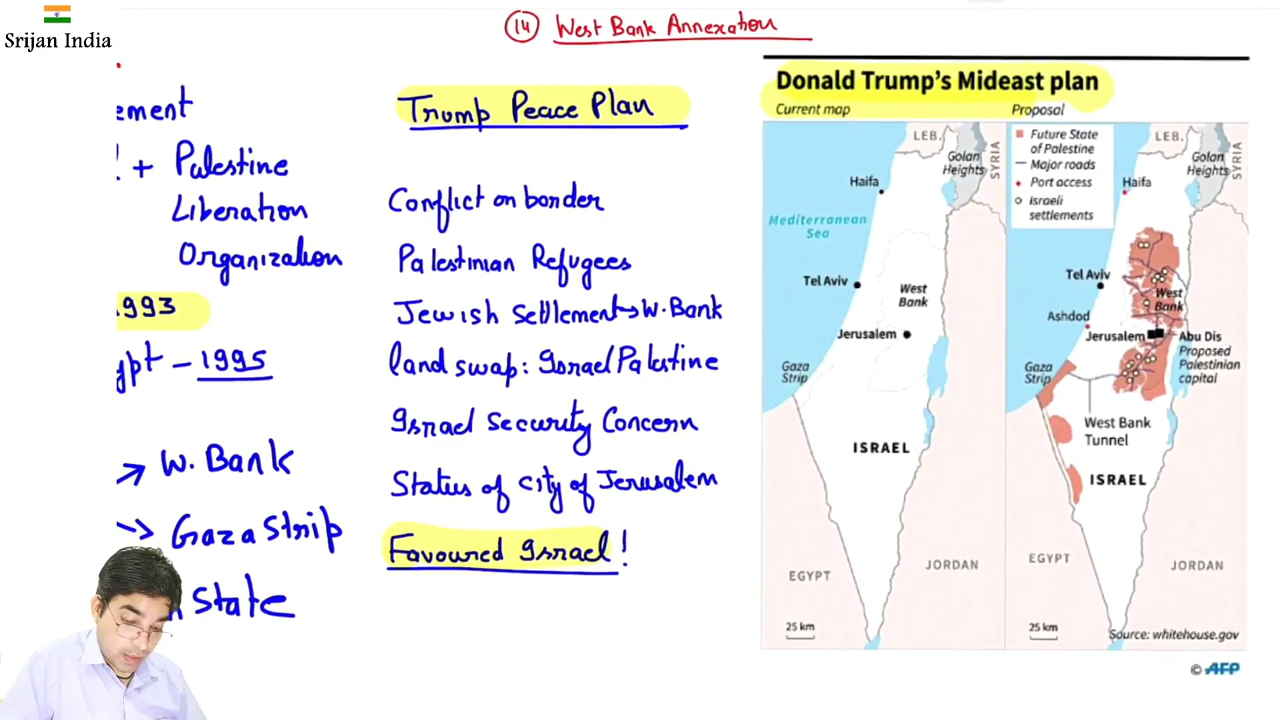 Srijan India
14 West Bank Annexation
ement
! + Palestine
Liberation
Organization
1993
ypt - 1995
→ W. Bank
→ Gaza Strip
State
Trump Peace Plan
Conflict on border
Palestinian Refugees
Jewish Settlement→W.Bank
land swap: Israel Palestine
Israel Security Concern
Status of city of Jerusalem
Favoured Israel!
Donald Trump's Mideast plan
Current map
LEB.
Golan
Heights
SYRIA
Haifa
Mediterranean
Sea
Tel Aviv
West
Bank
Jerusalem
Gaza
Strip
ISRAEL
EGYPT
JORDAN
25 km
Proposal
Future State
of Palestine
Major roads
Port access
Israeli
settlements
LEB.
Golan
Heights
SYRIA
Haifa
Tel Aviv
West
Bank
Ashdod
Jerusalem
Abu Dis
Proposed
Palestinian
capital
Gaza
Strip
West Bank
Tunnel
ISRAEL
EGYPT
JORDAN
25 km
Source: whitehouse.gov
© AFP